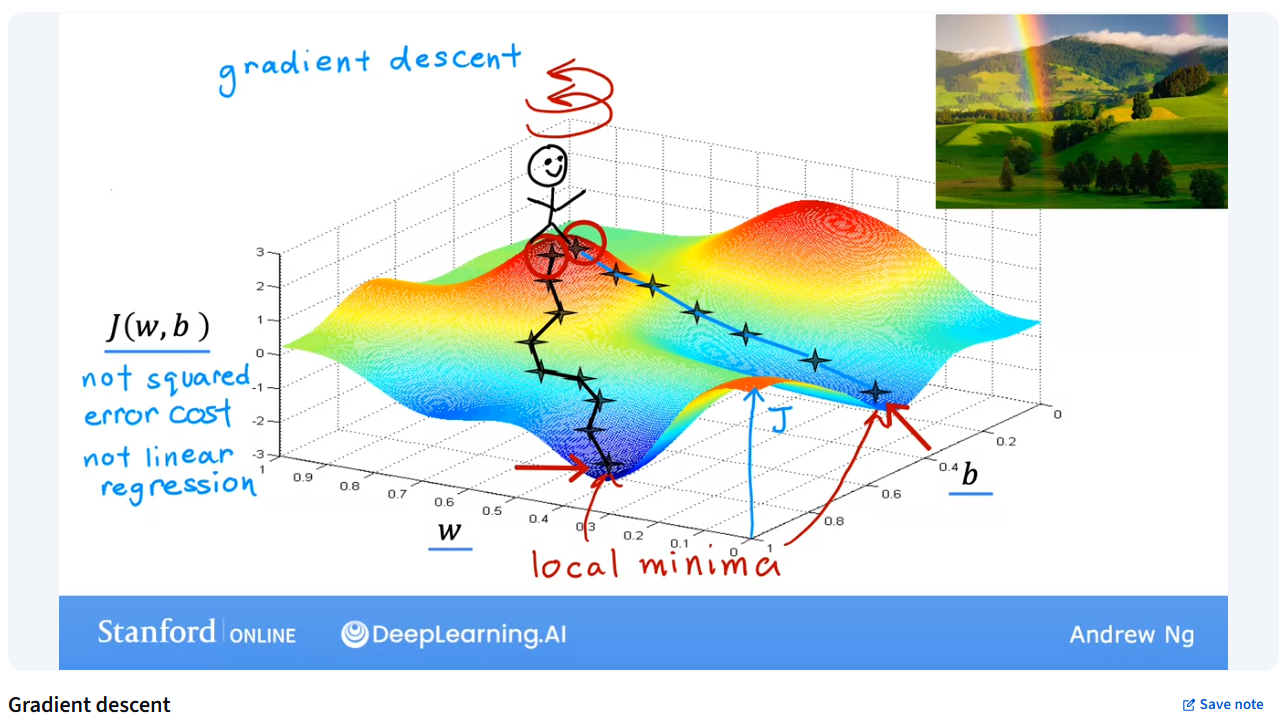 gradient descent
3
2
1
0
-1
-2
-3
J(w, b)
not squared
error cost
not linear
regression
1
0.9
0.8
0.7
0.6
0.5
0.4
0.3
0.2
0.1
0
w
1
0.8
0.6
0.4
0.2
0
b
J
local minima
Stanford | ONLINE
DeepLearning.AI
Andrew Ng
Gradient descent
Save note